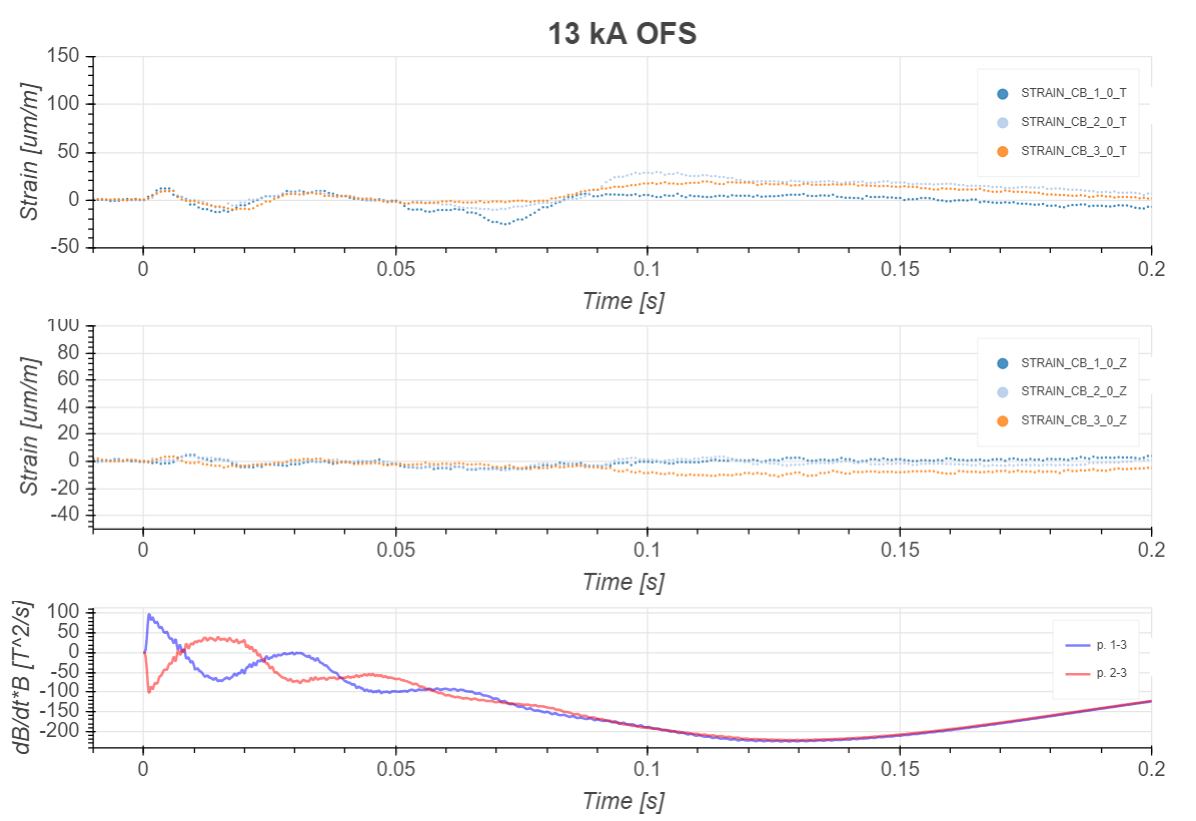 13 kA OFS
150
100
50
0
-50
Strain [um/m]
STRAIN_CB_1_0_T
STRAIN_CB_2_0_T
STRAIN_CB_3_0_T
0 0.05 0.1 0.15 0.2
Time [s]
100
80
60
40
20
0
-20
-40
Strain [um/m]
STRAIN_CB_1_0_Z
STRAIN_CB_2_0_Z
STRAIN_CB_3_0_Z
0 0.05 0.1 0.15 0.2
Time [s]
100
50
0
-50
-100
-150
-200
dB/dt*B [T^2/s]
p. 1-3
p. 2-3
0 0.05 0.1 0.15 0.2
Time [s]